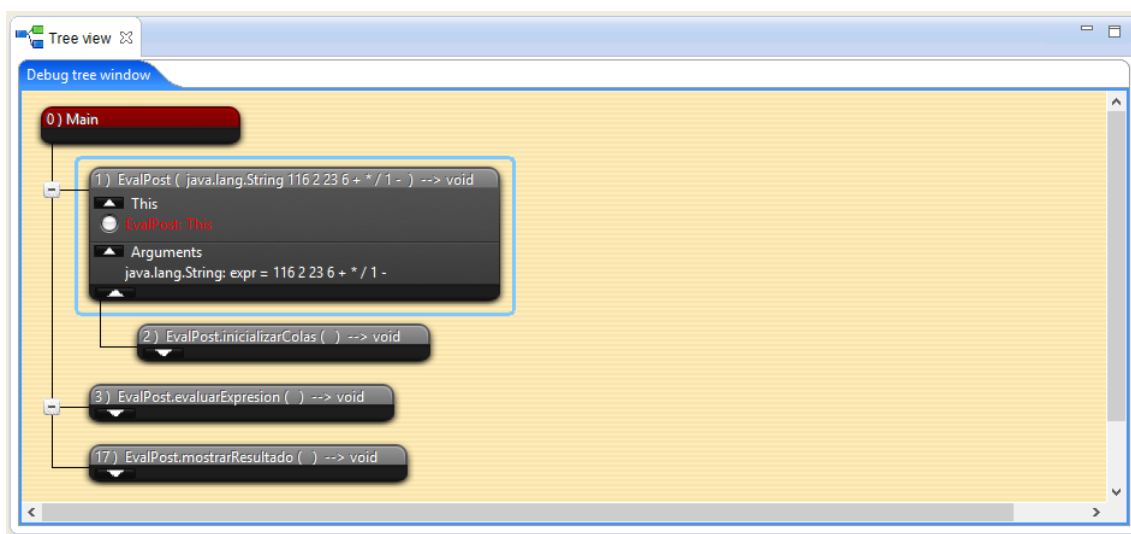 Tree view
Debug tree window
0 ) Main
1 ) EvalPost ( java.lang.String 116 2 23 6 + * / 1 - ) --> void
This
EvalPost: This
Arguments
java.lang.String: expr = 116 2 23 6 + * / 1 -
2 ) EvalPost.inicializarColas ( ) --> void
3 ) EvalPost.evaluarExpresion ( ) --> void
17 ) EvalPost.mostrarResultado ( ) --> void